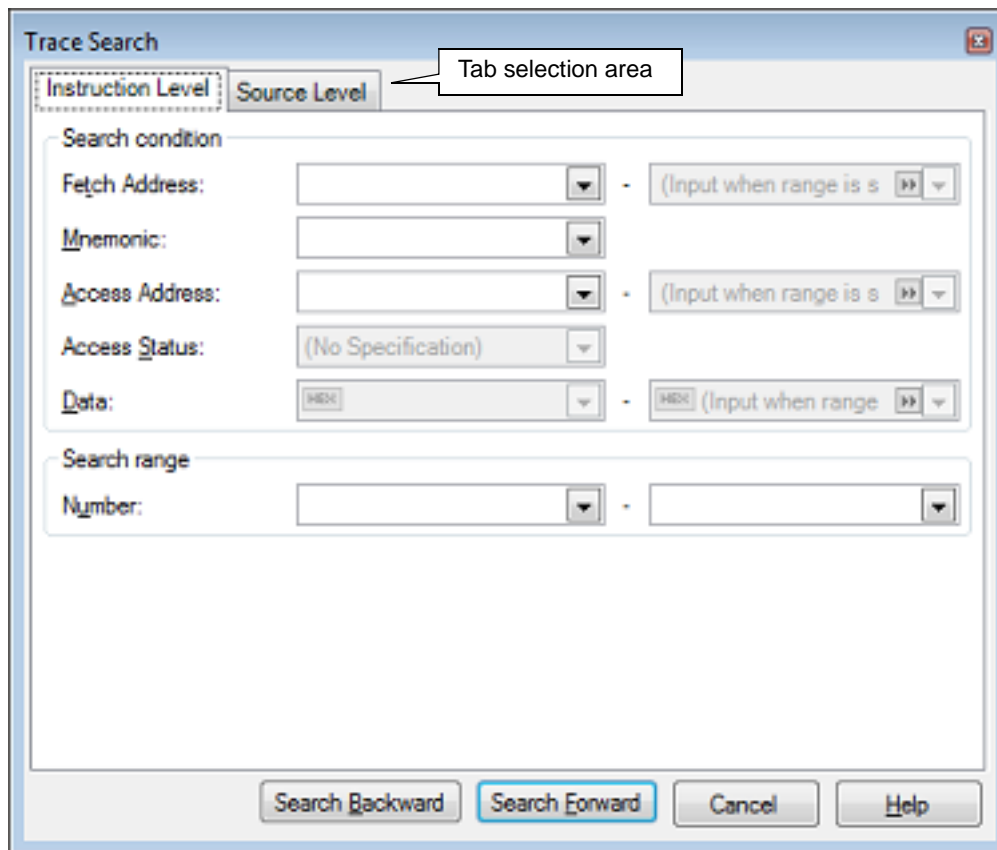 Trace Search
Tab selection area
Instruction Level Source Level
Search condition
Fetch Address: - (Input when range is s
Mnemonic:
Access Address: - (Input when range is s
Access Status: (No Specification)
Data: HEX - HEX (Input when range
Search range
Number: -
Search Backward Search Forward Cancel Help